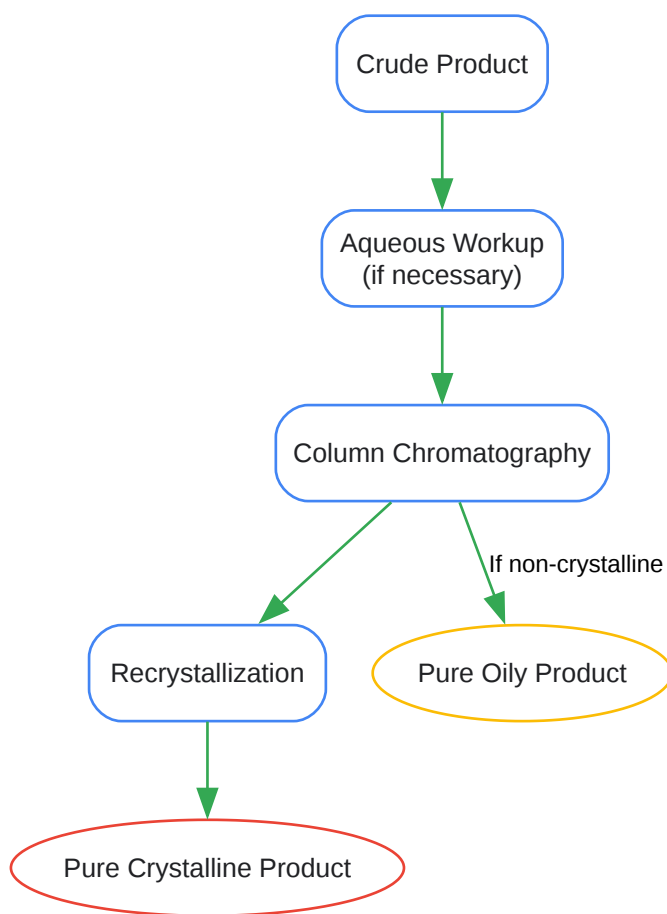 Crude Product
Aqueous Workup
(if necessary)
Column Chromatography
If non-crystalline
Recrystallization
Pure Oily Product
Pure Crystalline Product